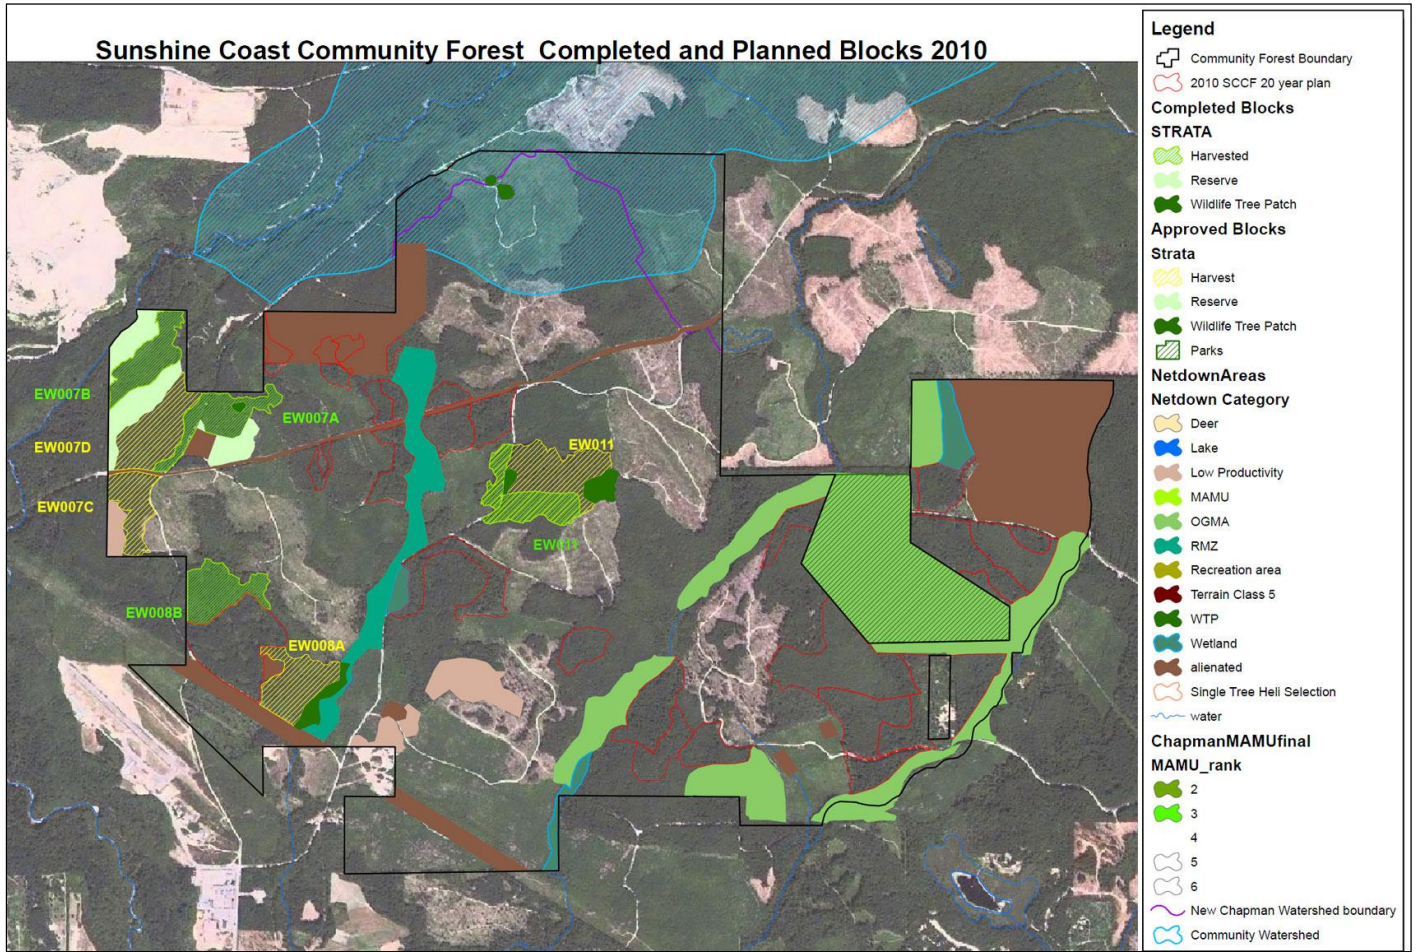 Sunshine Coast Community Forest  Completed and Planned Blocks 2010
EW007B
EW007A
EW007D
EW011
EW007C
EW011
EW008B
EW008A
Legend
Community Forest Boundary
2010 SCCF 20 year plan
Completed Blocks
STRATA
Harvested
Reserve
Wildlife Tree Patch
Approved Blocks
Strata
Harvest
Reserve
Wildlife Tree Patch
Parks
NetdownAreas
Netdown Category
Deer
Lake
Low Productivity
MAMU
OGMA
RMZ
Recreation area
Terrain Class 5
WTP
Wetland
alienated
Single Tree Heli Selection
water
ChapmanMAMUfinal
MAMU_rank
2
3
4
5
6
New Chapman Watershed boundary
Community Watershed